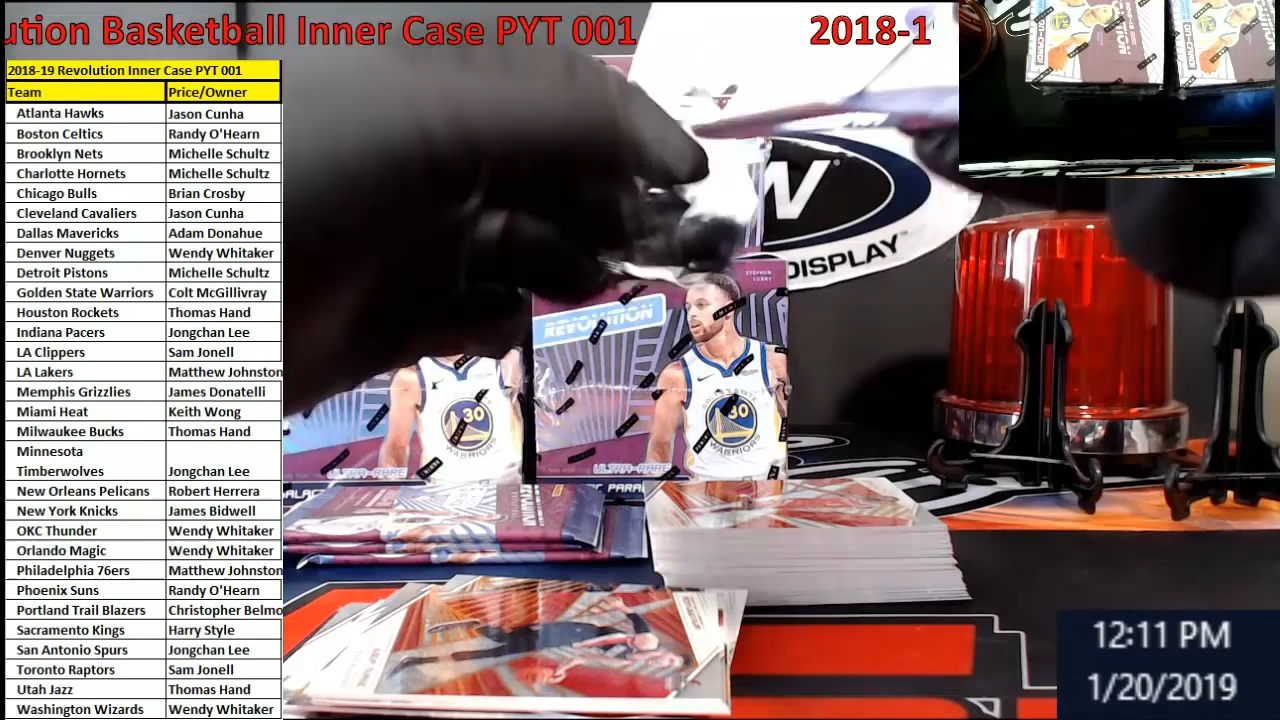 ution Basketball Inner Case PYT 001 2018-1
2018-19 Revolution Inner Case PYT 001
Team Price/Owner
Atlanta Hawks Jason Cunha
Boston Celtics Randy O'Hearn
Brooklyn Nets Michelle Schultz
Charlotte Hornets Michelle Schultz
Chicago Bulls Brian Crosby
Cleveland Cavaliers Jason Cunha
Dallas Mavericks Adam Donahue
Denver Nuggets Wendy Whitaker
Detroit Pistons Michelle Schultz
Golden State Warriors Colt McGillivray
Houston Rockets Thomas Hand
Indiana Pacers Jongchan Lee
LA Clippers Sam Jonell
LA Lakers Matthew Johnston
Memphis Grizzlies James Donatelli
Miami Heat Keith Wong
Milwaukee Bucks Thomas Hand
Minnesota
Timberwolves Jongchan Lee
New Orleans Pelicans Robert Herrera
New York Knicks James Bidwell
OKC Thunder Wendy Whitaker
Orlando Magic Wendy Whitaker
Philadelphia 76ers Matthew Johnston
Phoenix Suns Randy O'Hearn
Portland Trail Blazers Christopher Belmo
Sacramento Kings Harry Style
San Antonio Spurs Jongchan Lee
Toronto Raptors Sam Jonell
Utah Jazz Thomas Hand
Washington Wizards Wendy Whitaker
W
DISPLAY™
STEPHEN
CURRY
REVOLUTION
30
WARRIORS
ULTRA-RARE
30
WARRIORS
ULTRA-RARE
12:11 PM
1/20/2019